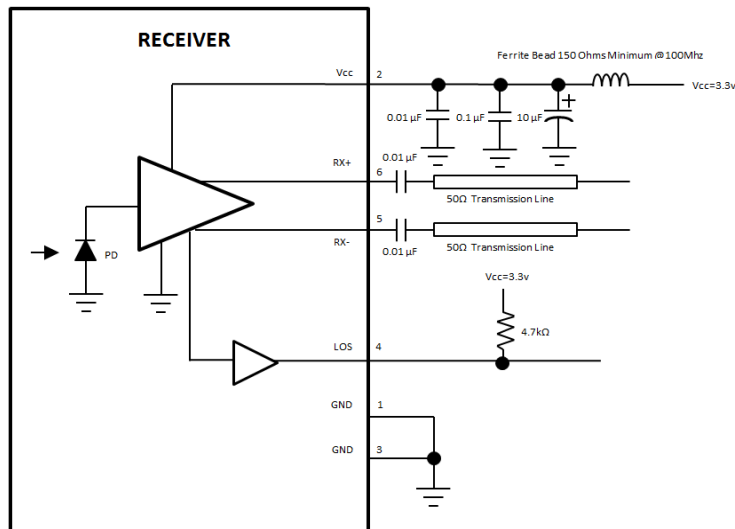 RECEIVER
Ferrite Bead 150 Ohms Minimum @100Mhz
Vcc 2
Vcc=3.3v
+
0.01 µF 0.1 µF 10 µF
RX+ 0.01 µF
6
50Ω Transmission Line
5
RX- 50Ω Transmission Line
0.01 µF
PD
Vcc=3.3v
4.7kΩ
LOS 4
GND 1
GND 3